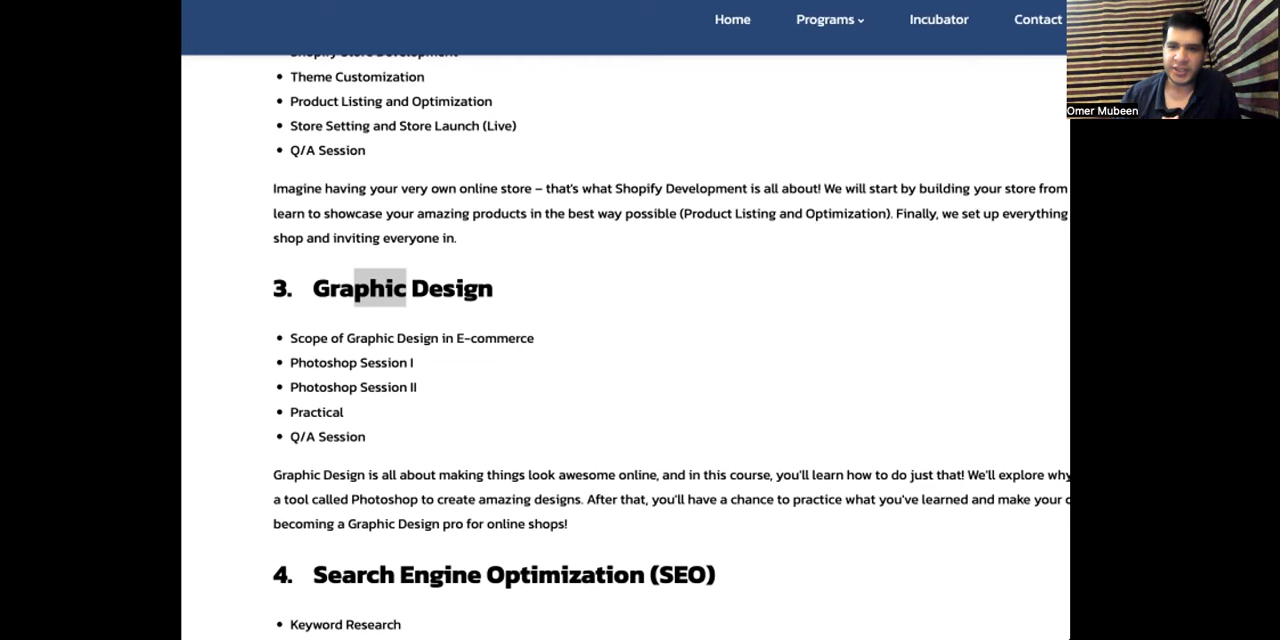 Home Programs Incubator Contact
Omer Mubeen
Shopify Store Development
Theme Customization
Product Listing and Optimization
Store Setting and Store Launch (Live)
Q/A Session
Imagine having your very own online store – that's what Shopify Development is all about! We will start by building your store from
learn to showcase your amazing products in the best way possible (Product Listing and Optimization). Finally, we set up everything
shop and inviting everyone in.
3. Graphic Design
Scope of Graphic Design in E-commerce
Photoshop Session I
Photoshop Session II
Practical
Q/A Session
Graphic Design is all about making things look awesome online, and in this course, you'll learn how to do just that! We'll explore why
a tool called Photoshop to create amazing designs. After that, you'll have a chance to practice what you've learned and make your
becoming a Graphic Design pro for online shops!
4. Search Engine Optimization (SEO)
Keyword Research